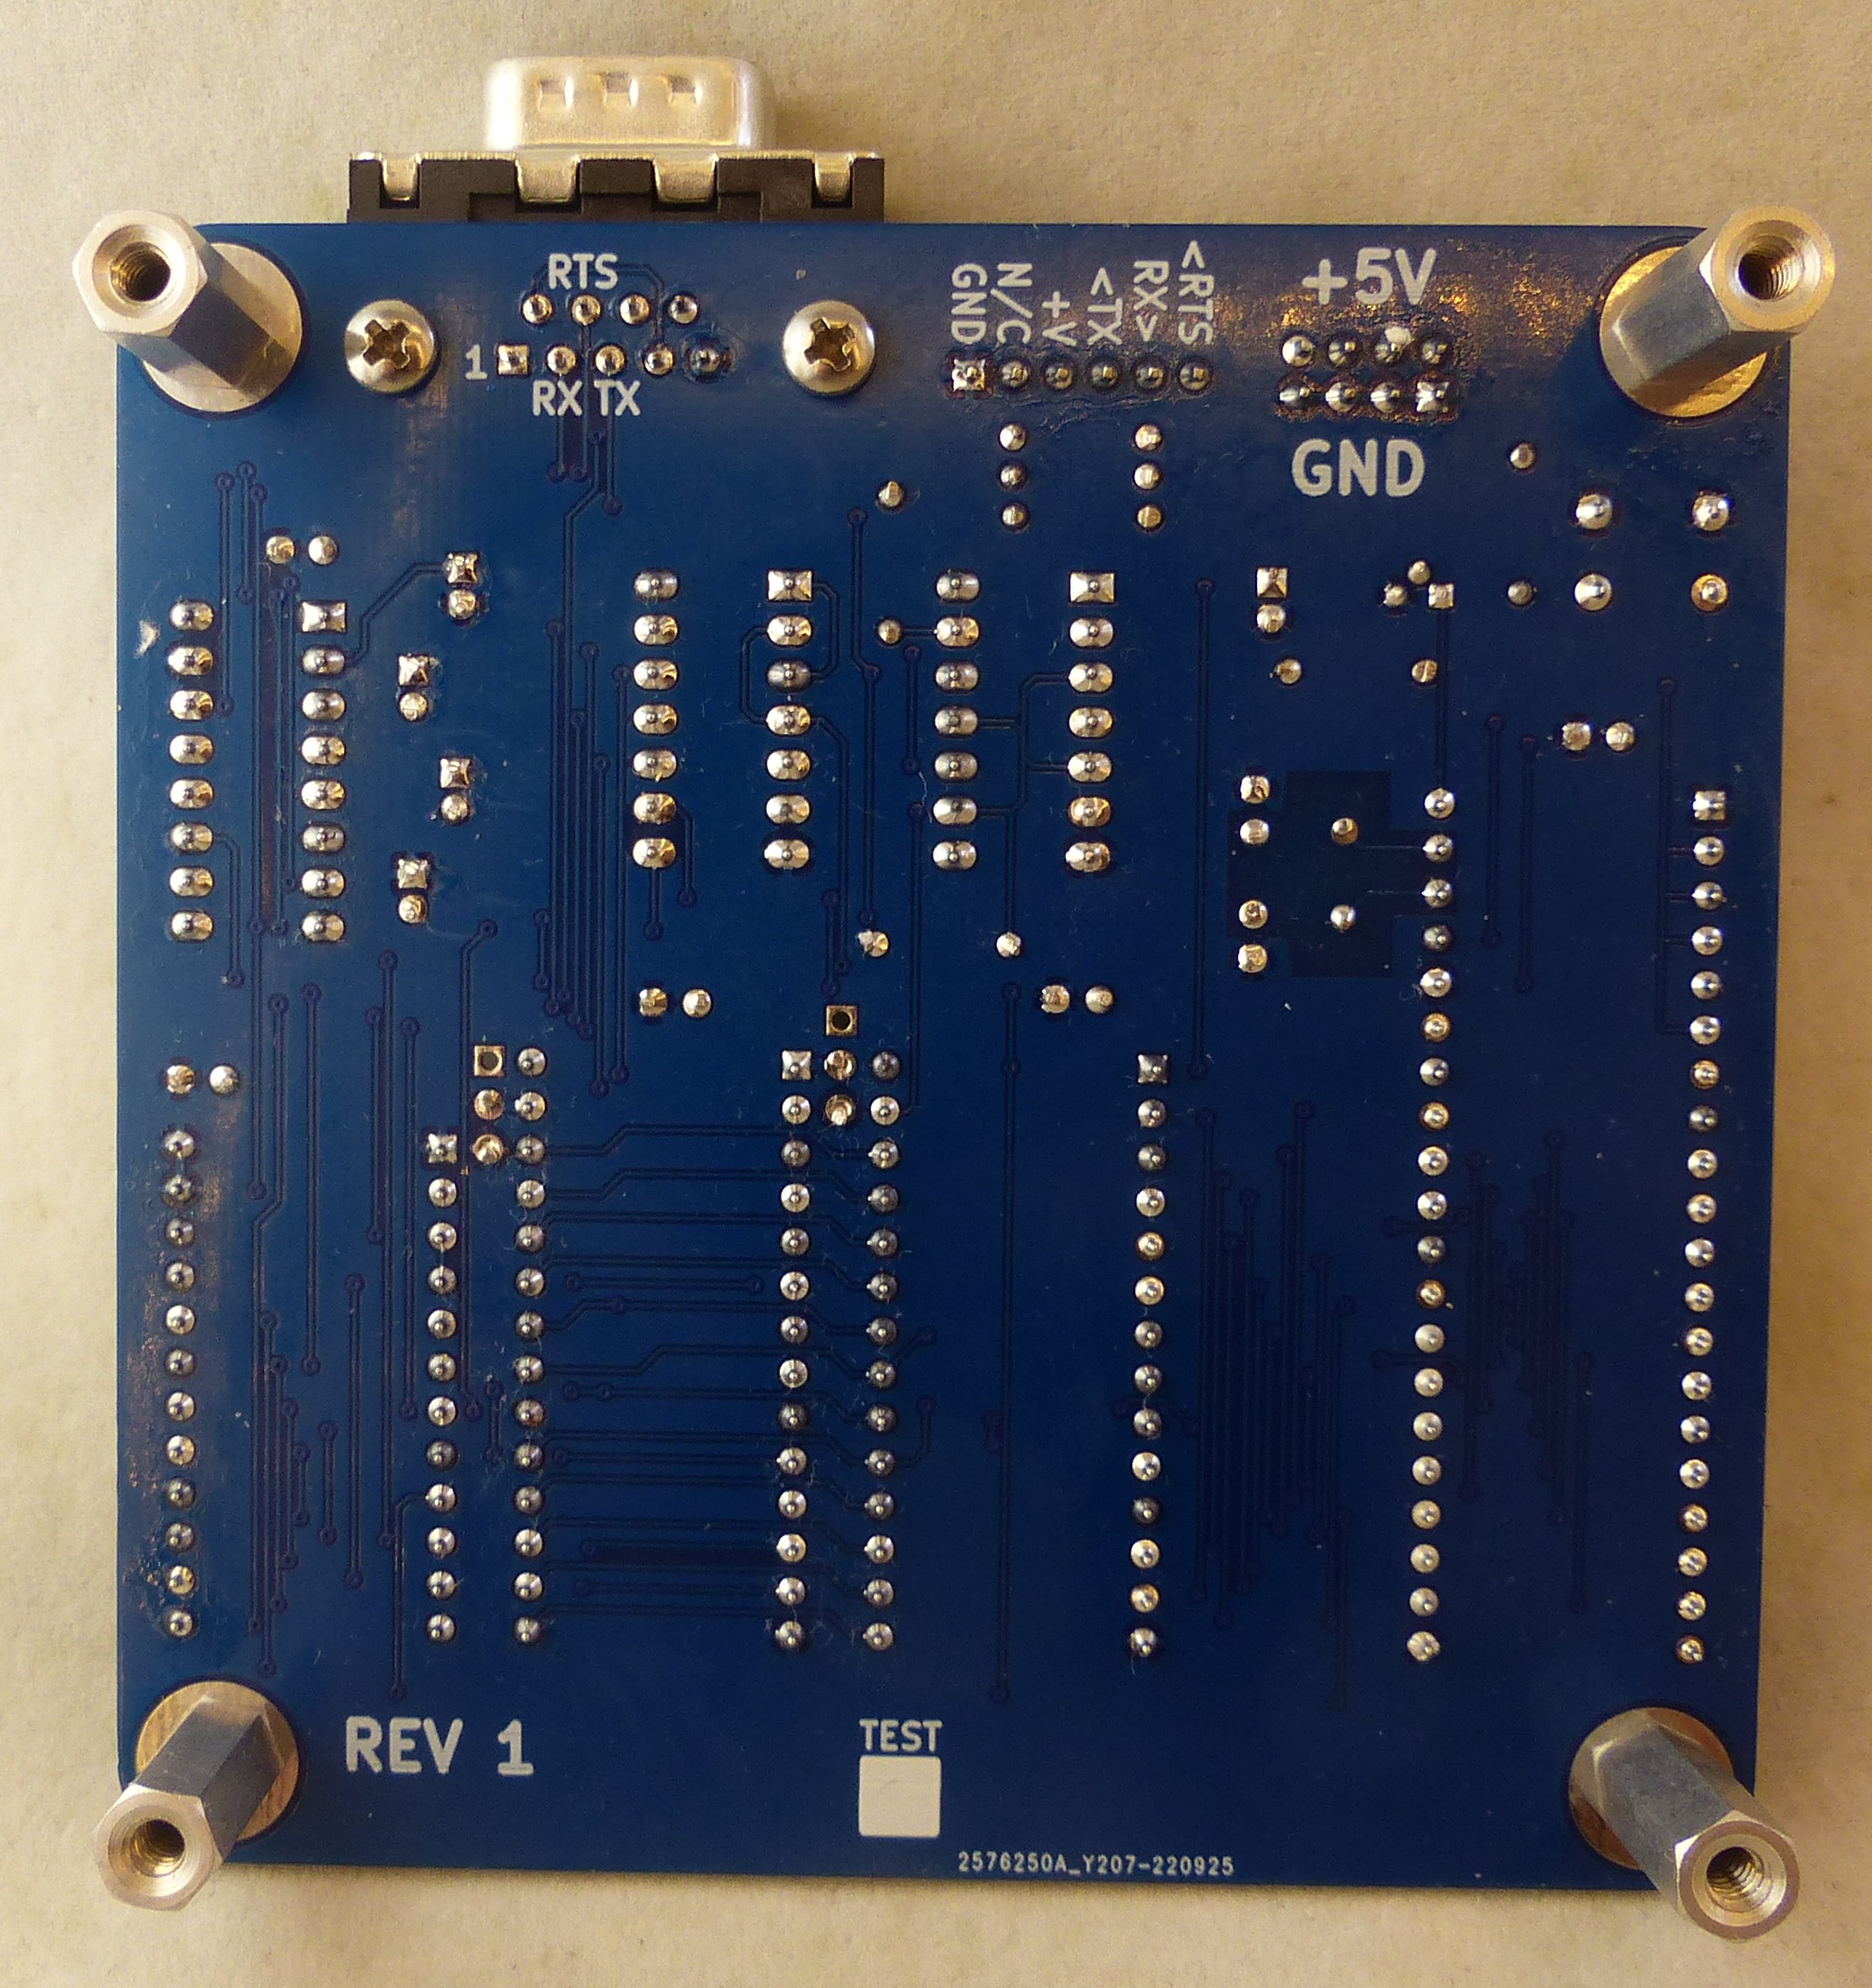 RTS
1
RX TX
GND
N/C
+V
<TX
RX>
<RTS
+5V
GND
REV 1
TEST
2576250A_Y207-220925